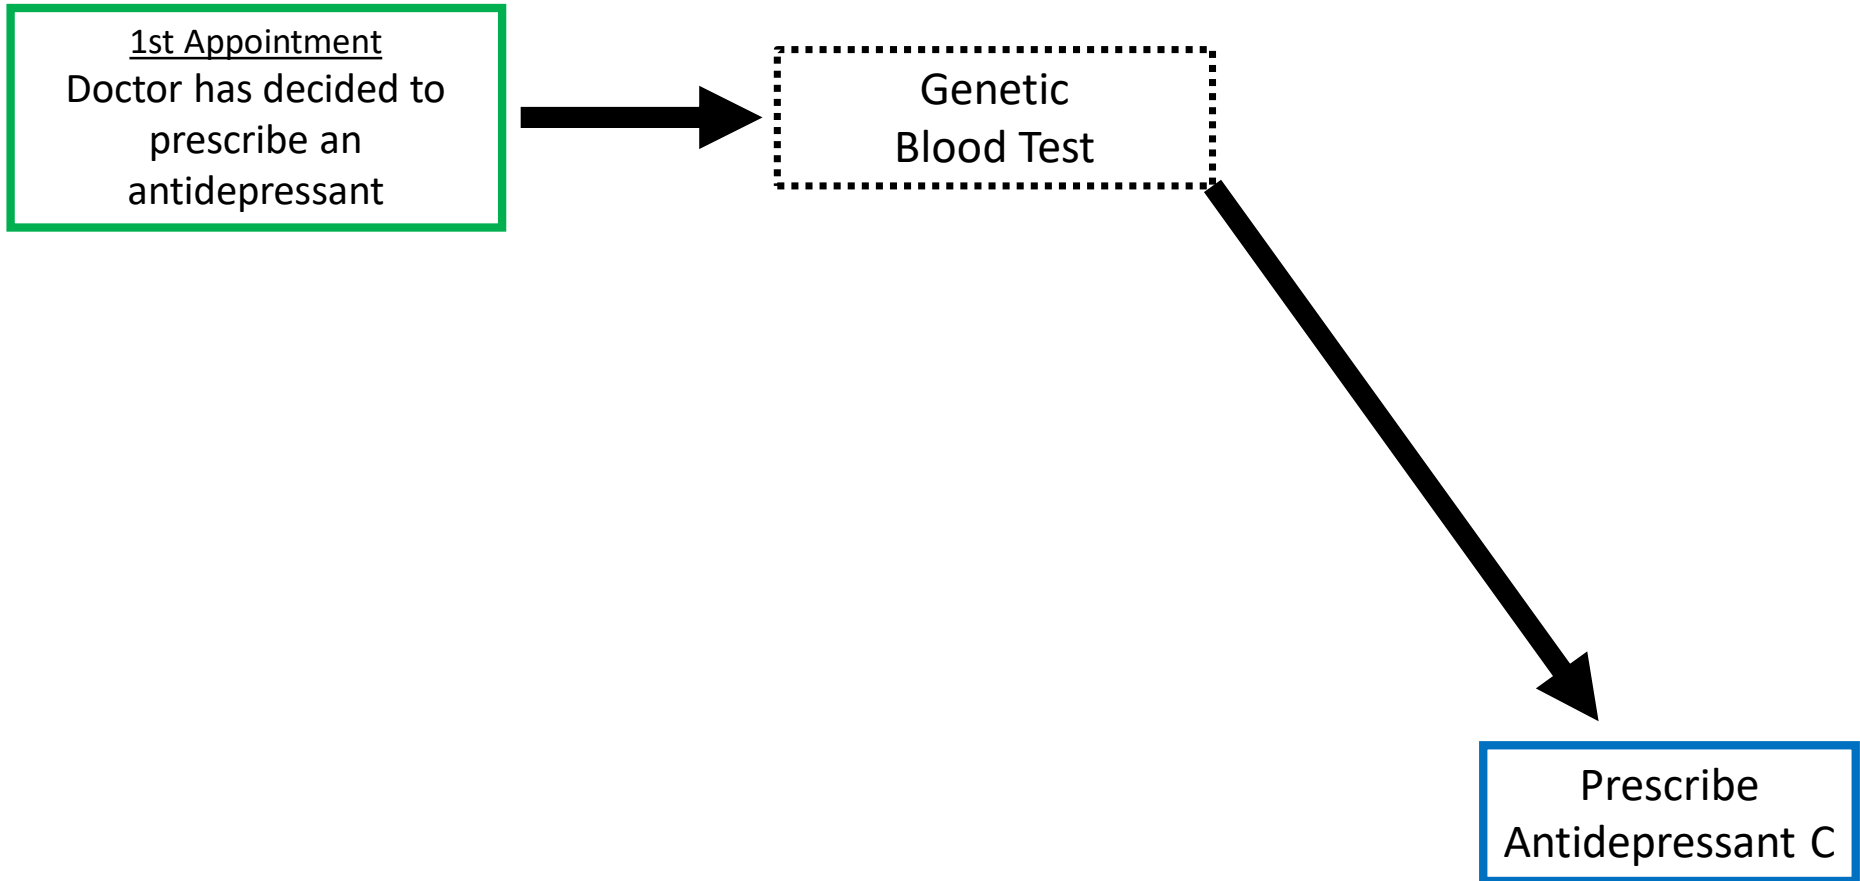 1st Appointment
Doctor has decided to
prescribe an
antidepressant
Genetic
Blood Test
Prescribe
Antidepressant C